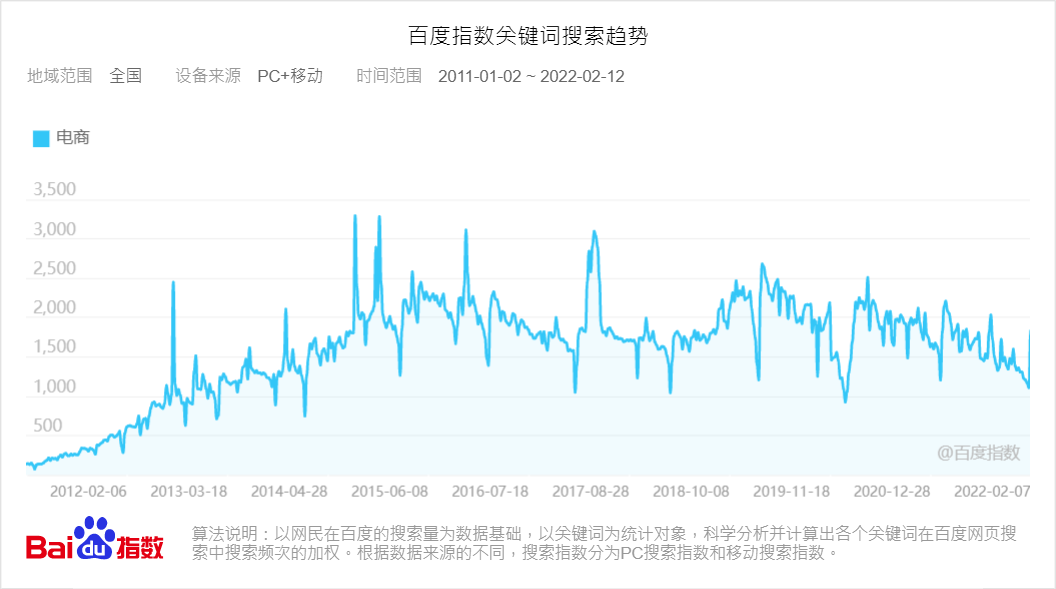 百度指数关键词搜索趋势
地域范围 全国 设备来源 PC+移动 时间范围 2011-01-02 ~ 2022-02-12
电商
3,500
3,000
2,500
2,000
1,500
1,000
500
@百度指数
2012-02-06 2013-03-18 2014-04-28 2015-06-08 2016-07-18 2017-08-28 2018-10-08 2019-11-18 2020-12-28 2022-02-07
Bai du 指数
算法说明：以网民在百度的搜索量为数据基础，以关键词为统计对象，科学分析并计算出各个关键词在百度网页搜
索中搜索频次的加权。根据数据来源的不同，搜索指数分为PC搜索指数和移动搜索指数。